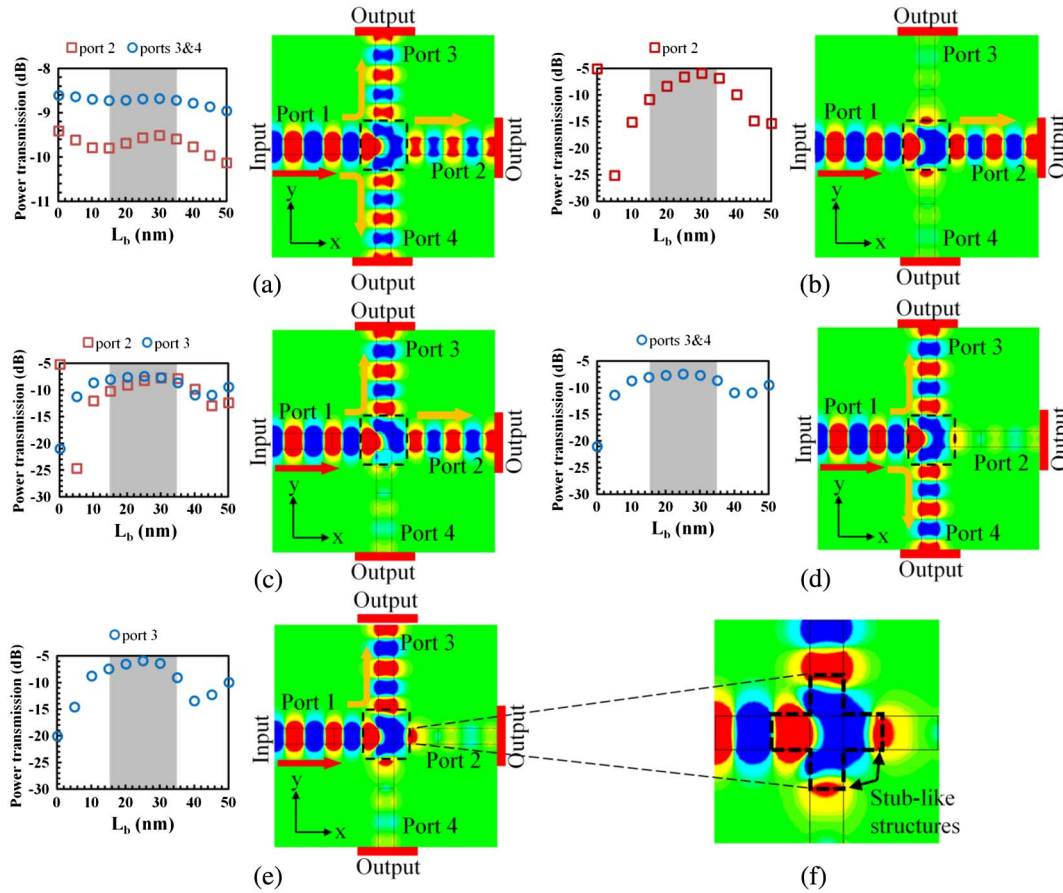 port 2 ports 3&4
Power transmission (dB)
-8
-9
-10
-11
0 10 20 30 40 50
L_b (nm)
Output
Port 3
Port 1
Input
Port 2
Output
y
x
Port 4
Output
(a)
port 2
Power transmission (dB)
-5
-10
-15
-20
-25
-30
0 10 20 30 40 50
L_b (nm)
Output
Port 3
Port 1
Input
Port 2
Output
y
x
Port 4
Output
(b)
port 2 port 3
Power transmission (dB)
-5
-10
-15
-20
-25
-30
0 10 20 30 40 50
L_b (nm)
Output
Port 3
Port 1
Input
Port 2
Output
y
x
Port 4
Output
(c)
ports 3&4
Power transmission (dB)
-5
-10
-15
-20
-25
-30
0 10 20 30 40 50
L_b (nm)
Output
Port 3
Port 1
Input
Port 2
Output
y
x
Port 4
Output
(d)
port 3
Power transmission (dB)
-5
-10
-15
-20
-25
-30
0 10 20 30 40 50
L_b (nm)
Output
Port 3
Port 1
Input
Port 2
Output
y
x
Port 4
Output
(e)
Stub-like
structures
(f)